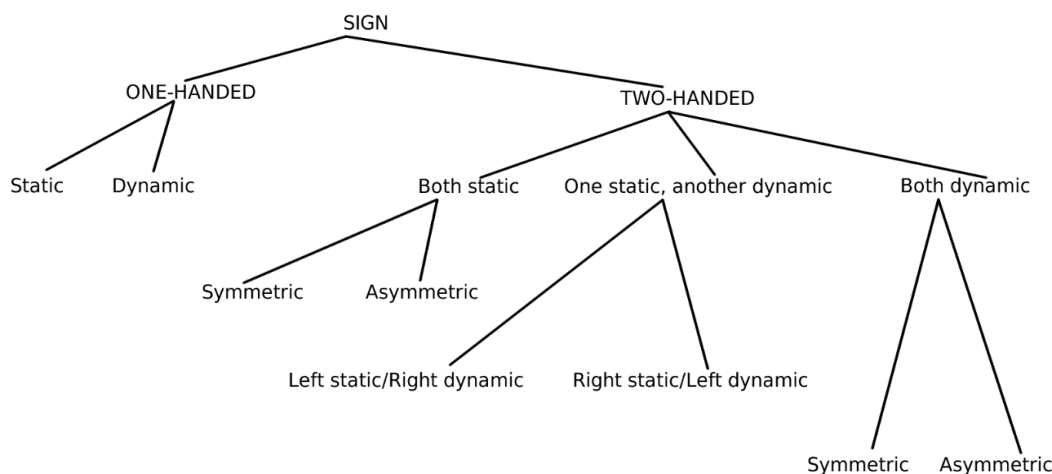 SIGN
ONE-HANDED
TWO-HANDED
Static
Dynamic
Both static
One static, another dynamic
Both dynamic
Symmetric
Asymmetric
Left static/Right dynamic
Right static/Left dynamic
Symmetric
Asymmetric